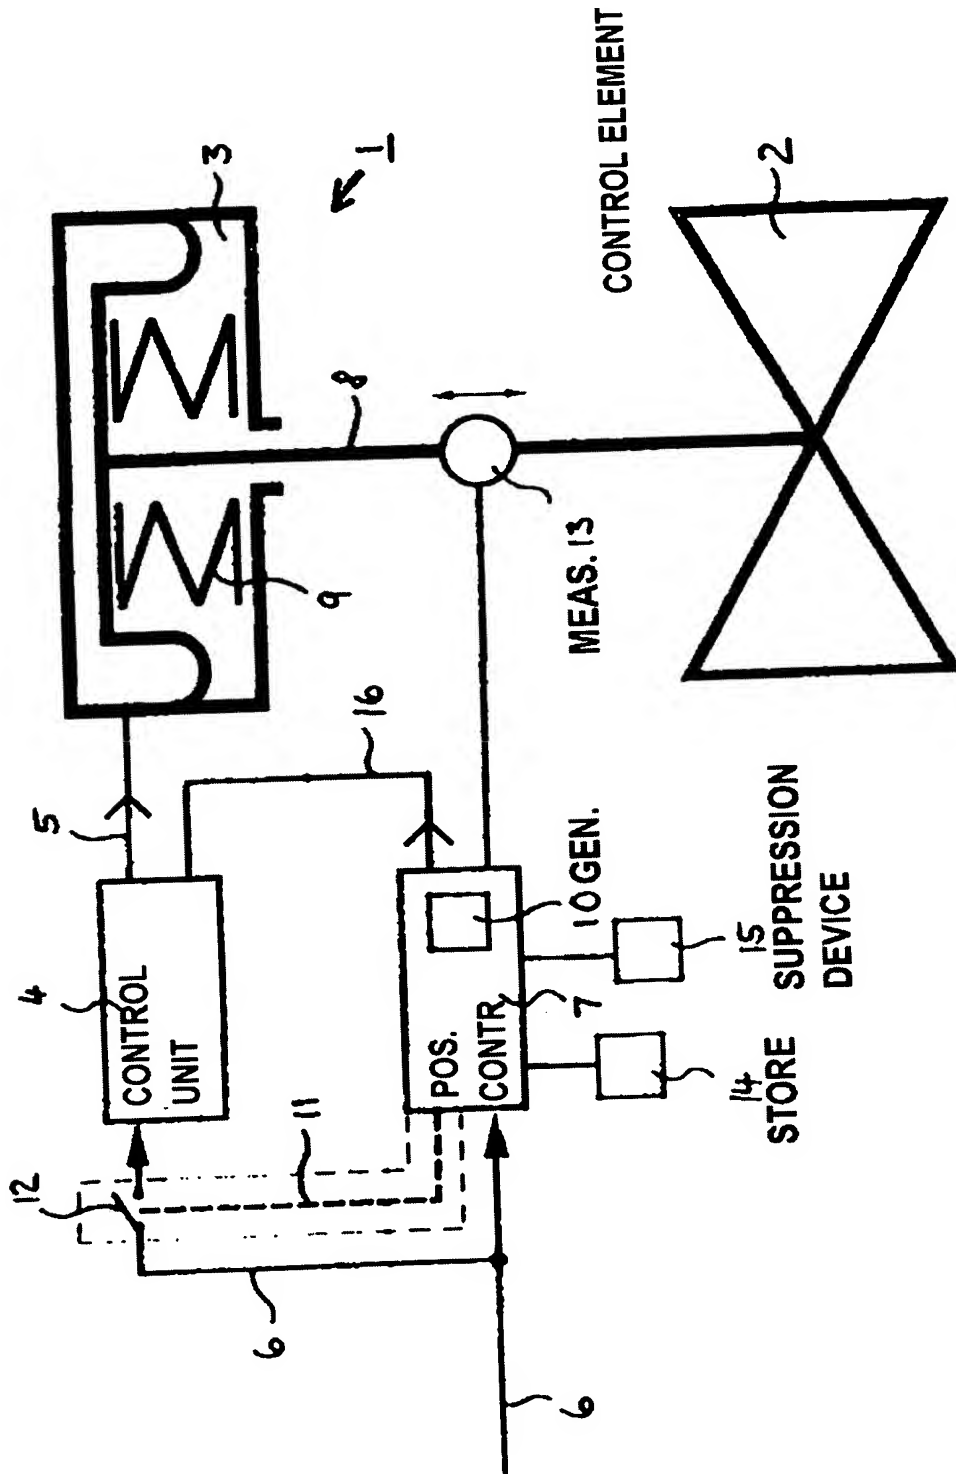 12
4
CONTROL
UNIT
5
3
1
8
9
16
11
6
POS.
CONTR
7
10 GEN.
MEAS. 13
CONTROL ELEMENT
2
14
STORE
15
SUPPRESSION
DEVICE
6